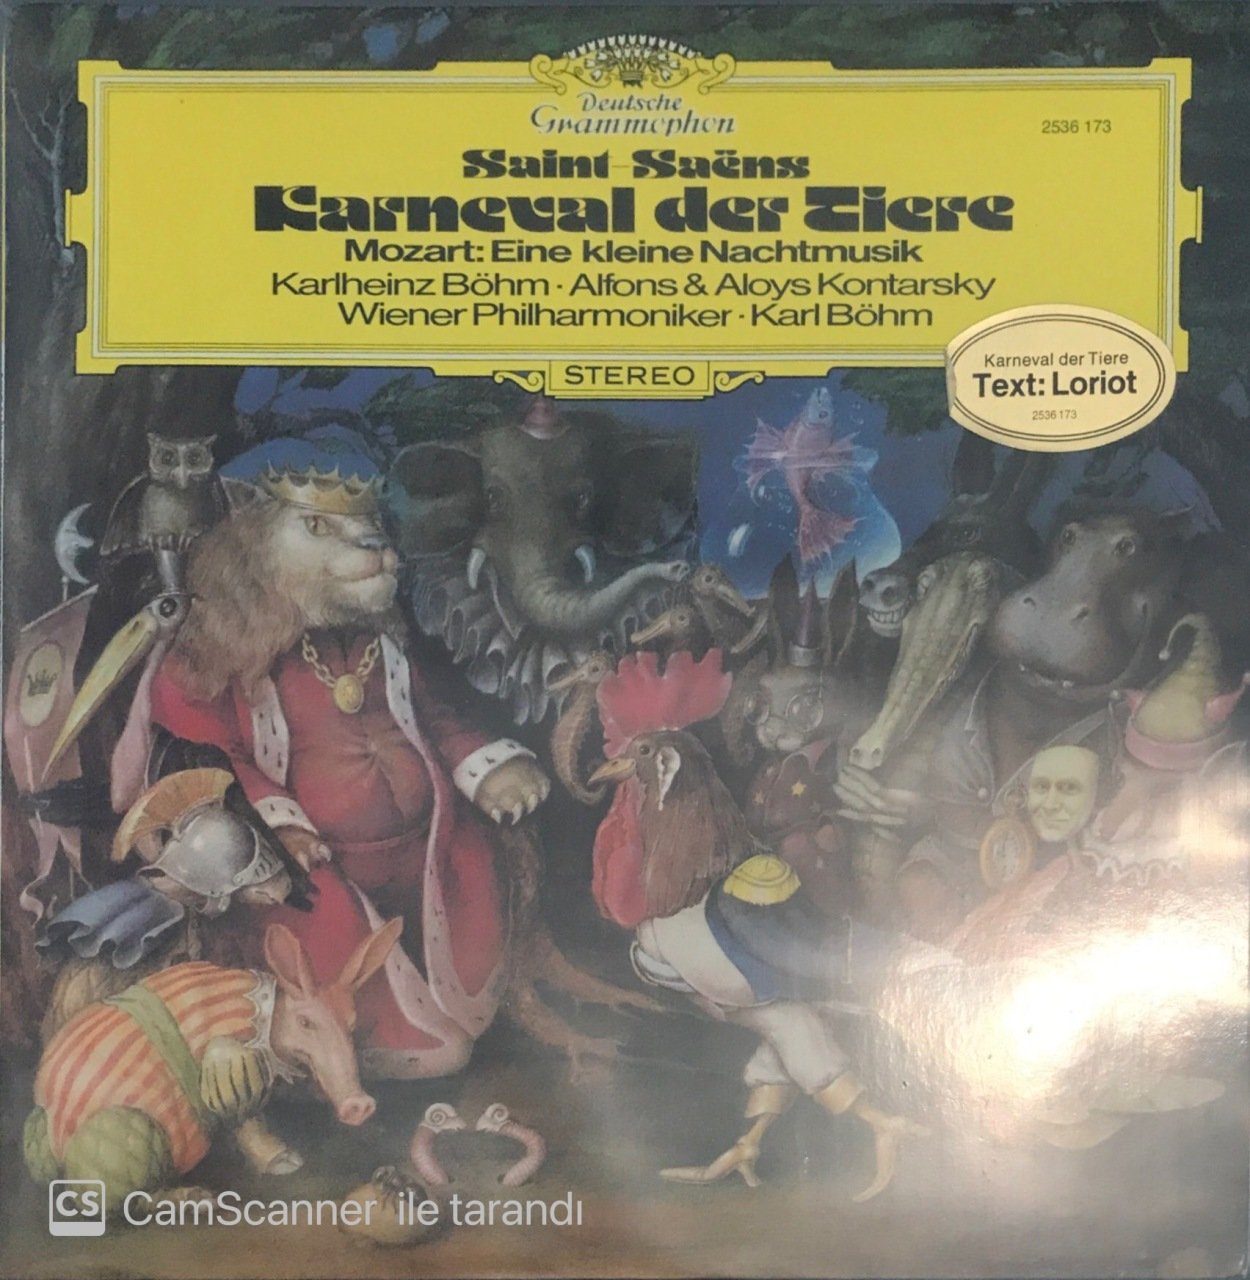 Deutsche
Grammophon
2536 173
Saint-Saëns
Karneval der Tiere
Mozart: Eine kleine Nachtmusik
Karlheinz Böhm · Alfons & Aloys Kontarsky
Wiener Philharmoniker · Karl Böhm
STEREO
Karneval der Tiere
Text: Loriot
2536 173
CS CamScanner ile tarandı